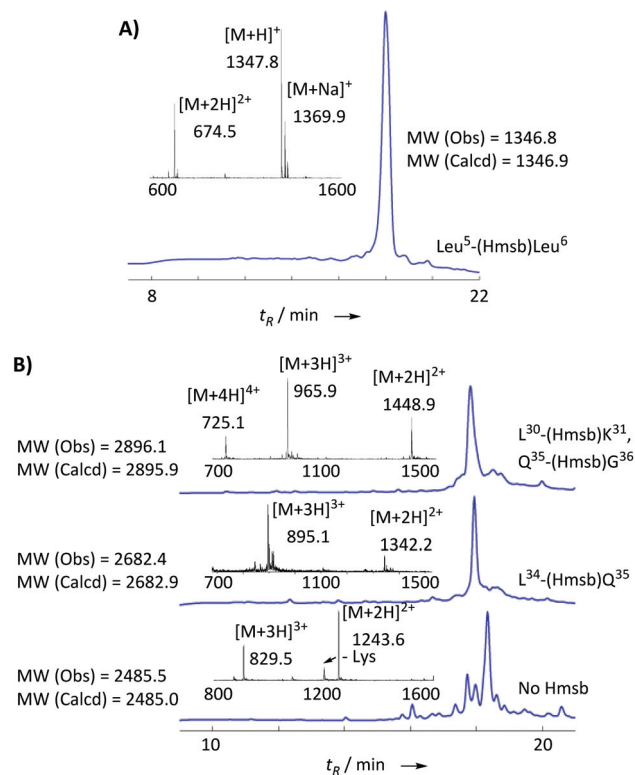 A)
[M+H]⁺
1347.8
[M+2H]²⁺
674.5
[M+Na]⁺
1369.9
600
1600
MW (Obs) = 1346.8
MW (Calcd) = 1346.9
Leu⁵-(Hmsb)Leu⁶
8
22
tR / min
B)
[M+4H]⁴⁺
725.1
[M+3H]³⁺
965.9
[M+2H]²⁺
1448.9
MW (Obs) = 2896.1
MW (Calcd) = 2895.9
700
1100
1500
L³⁰-(Hmsb)K³¹,
Q³⁵-(Hmsb)G³⁶
[M+3H]³⁺
895.1
[M+2H]²⁺
1342.2
MW (Obs) = 2682.4
MW (Calcd) = 2682.9
700
1100
1500
L³⁴-(Hmsb)Q³⁵
[M+3H]³⁺
829.5
[M+2H]²⁺
1243.6
- Lys
MW (Obs) = 2485.5
MW (Calcd) = 2485.0
800
1200
1600
No Hmsb
10
20
tR / min